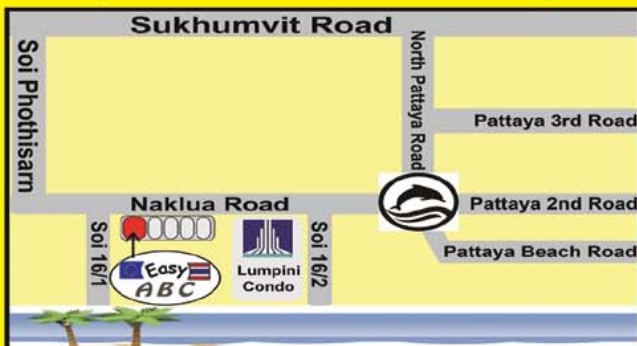 Sukhumvit Road
Soi Phothisarn
North Pattaya Road
Pattaya 3rd Road
Naklua Road
Pattaya 2nd Road
Soi 16/1
Easy
ABC
Lumpini
Condo
Soi 16/2
Pattaya Beach Road